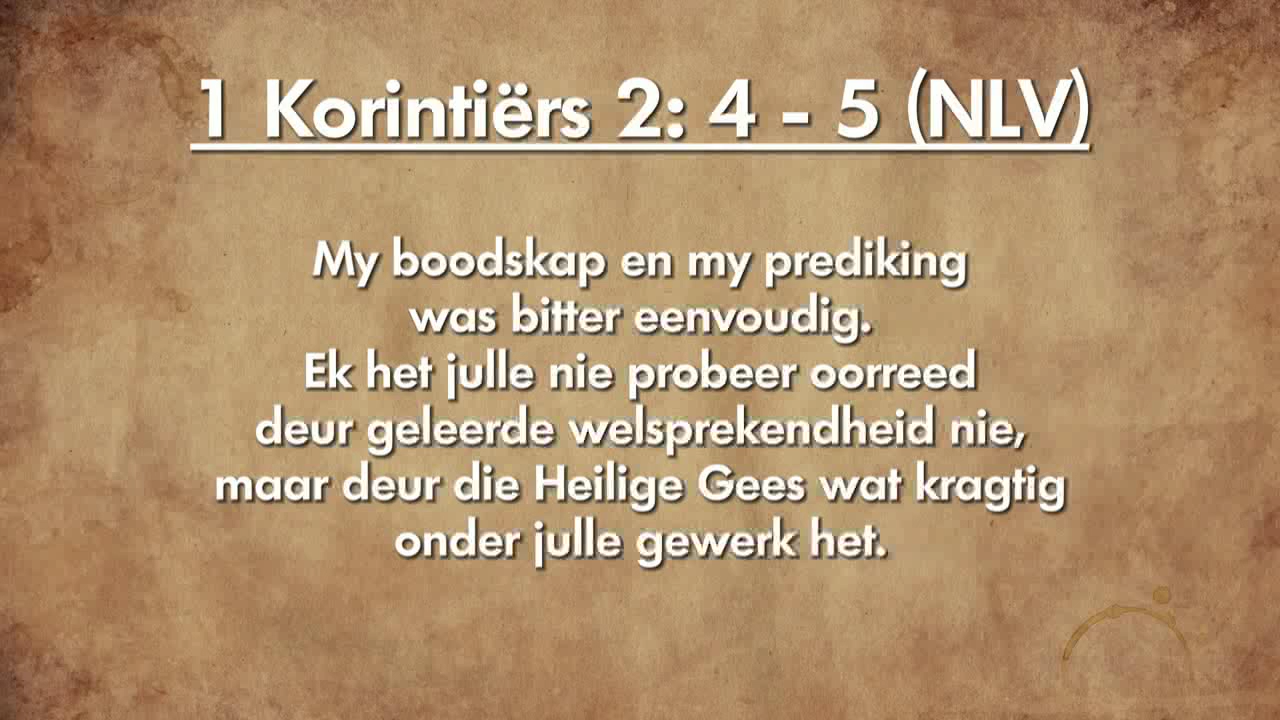 1 Korintiërs 2: 4 - 5 (NLV)
My boodskap en my prediking
was bitter eenvoudig.
Ek het julle nie probeer oorreed
deur geleerde welsprekendheid nie,
maar deur die Heilige Gees wat kragtig
onder julle gewerk het.